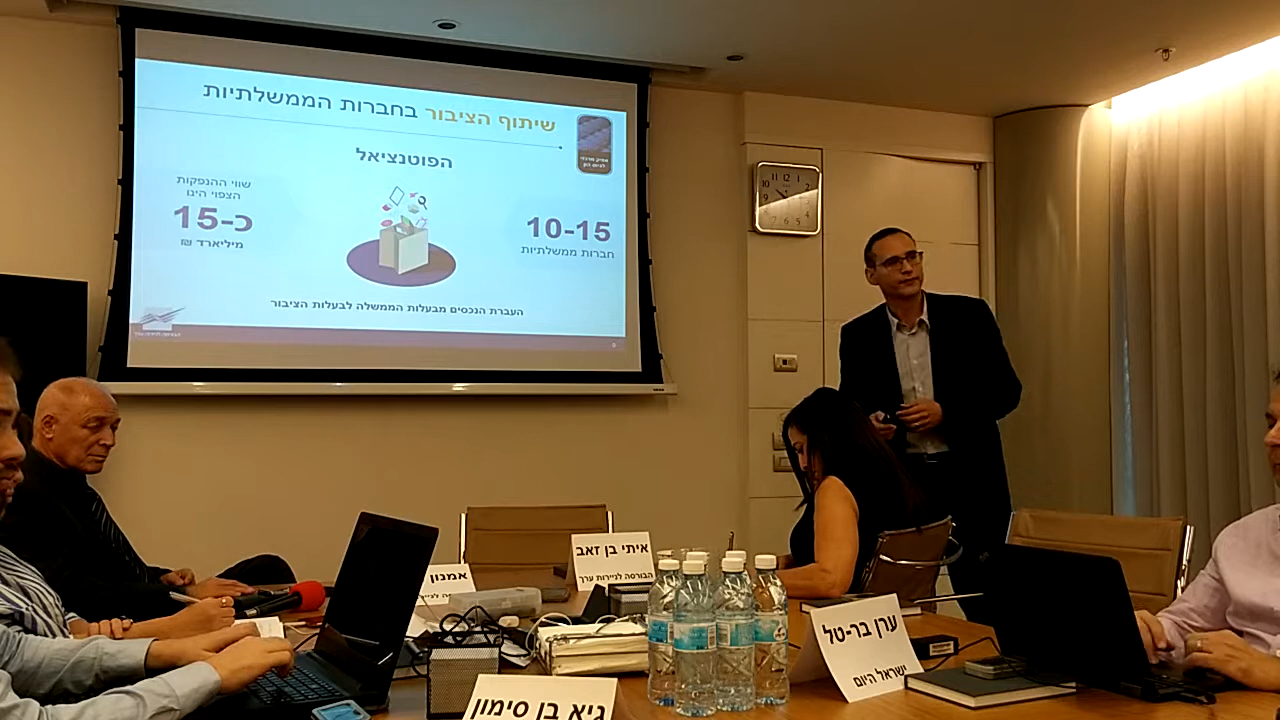 שיתוף הציבור בחברות הממשלתיות
הפוטנציאל
10-15
חברות ממשלתיות
שווי ההנפקות
הצפוי הינו
כ-15
מיליארד ₪
העברת הנכסים מבעלות הממשלה לבעלות הציבור
איתי בן זאב
הבורסה לניירות ערך
אמנון
ערן בר-טל
ישראל היום
גיא בן סימון